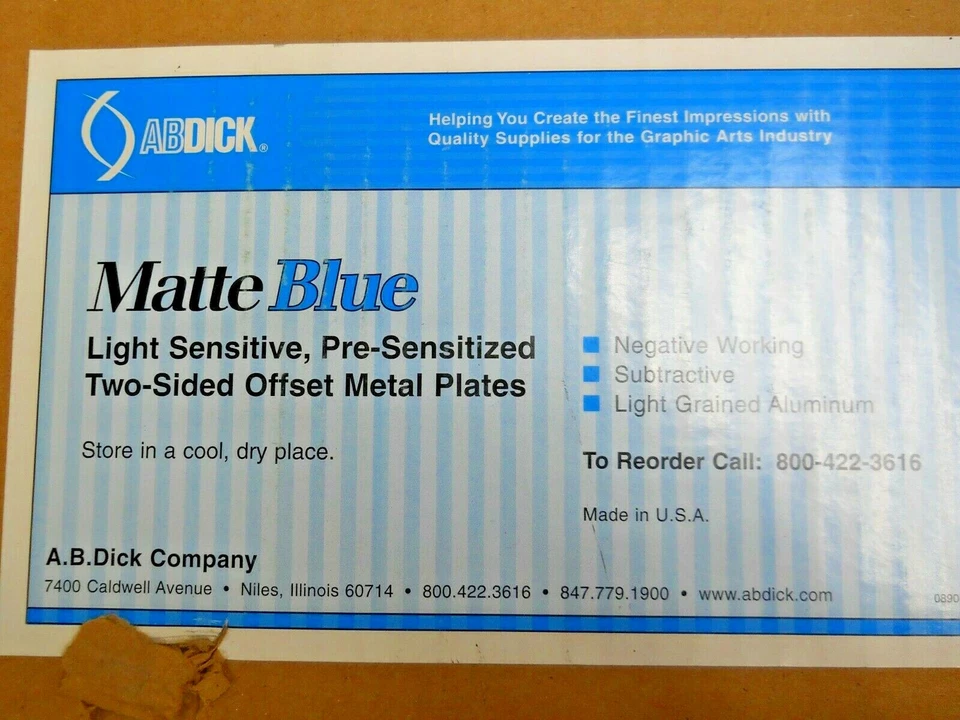 ABDICK®
Helping You Create the Finest Impressions with
Quality Supplies for the Graphic Arts Industry
Matte Blue
Light Sensitive, Pre-Sensitized
Two-Sided Offset Metal Plates
Store in a cool, dry place.
■ Negative Working
■ Subtractive
■ Light Grained Aluminum
To Reorder Call: 800-422-3616
Made in U.S.A.
A.B.Dick Company
7400 Caldwell Avenue • Niles, Illinois 60714 • 800.422.3616 • 847.779.1900 • www.abdick.com